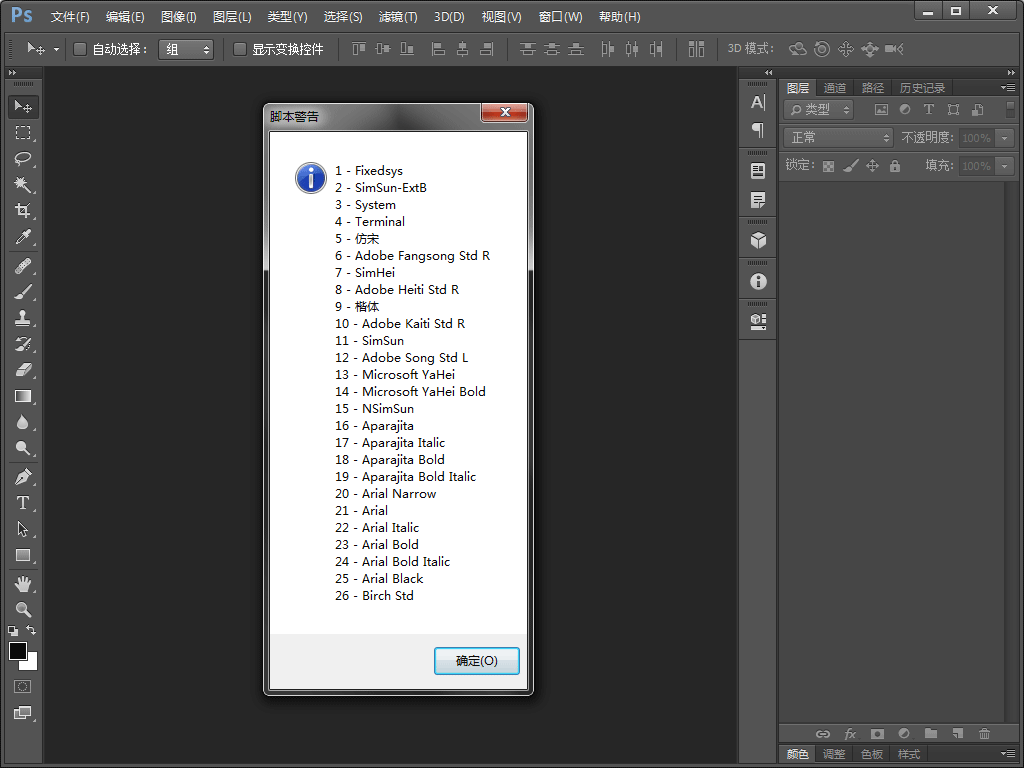 Ps 文件(F) 编辑(E) 图像(I) 图层(L) 类型(Y) 选择(S) 滤镜(T) 3D(D) 视图(V) 窗口(W) 帮助(H)
自动选择： 组 显示变换控件 3D 模式：
脚本警告
1 - Fixedsys
2 - SimSun-ExtB
3 - System
4 - Terminal
5 - 仿宋
6 - Adobe Fangsong Std R
7 - SimHei
8 - Adobe Heiti Std R
9 - 楷体
10 - Adobe Kaiti Std R
11 - SimSun
12 - Adobe Song Std L
13 - Microsoft YaHei
14 - Microsoft YaHei Bold
15 - NSimSun
16 - Aparajita
17 - Aparajita Italic
18 - Aparajita Bold
19 - Aparajita Bold Italic
20 - Arial Narrow
21 - Arial
22 - Arial Italic
23 - Arial Bold
24 - Arial Bold Italic
25 - Arial Black
26 - Birch Std
确定(O)
图层 通道 路径 历史记录
类型
正常 不透明度: 100%
锁定: 填充: 100%
fx
颜色 调整 色板 样式